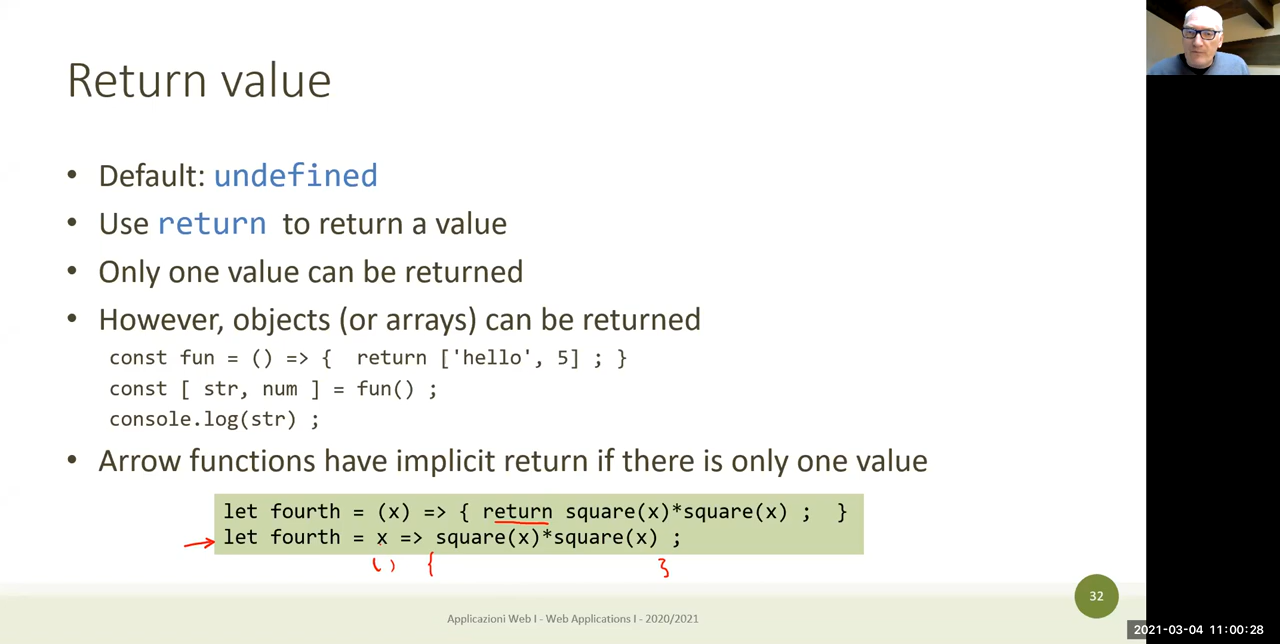 Return value
• Default: undefined
• Use return to return a value
• Only one value can be returned
• However, objects (or arrays) can be returned
const fun = () => { return ['hello', 5] ; }
const [ str, num ] = fun() ;
console.log(str) ;
• Arrow functions have implicit return if there is only one value
let fourth = (x) => { return square(x)*square(x) ; }
let fourth = x => square(x)*square(x) ;
( ) { }
32
Applicazioni Web I - Web Applications I - 2020/2021
2021-03-04 11:00:28